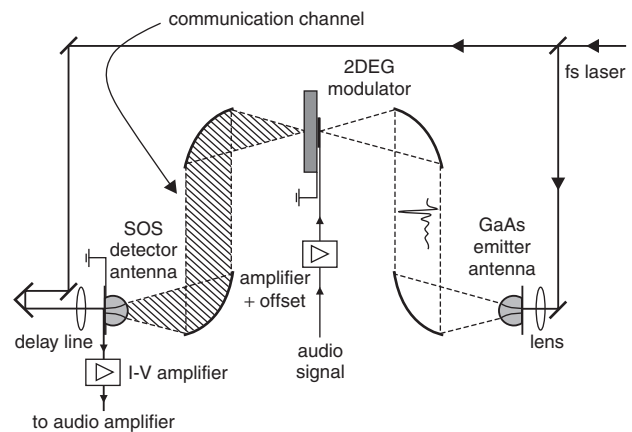 communication channel
2DEG
modulator
fs laser
SOS
detector
antenna
GaAs
emitter
antenna
amplifier
+ offset
delay line
audio
signal
lens
I-V amplifier
to audio amplifier